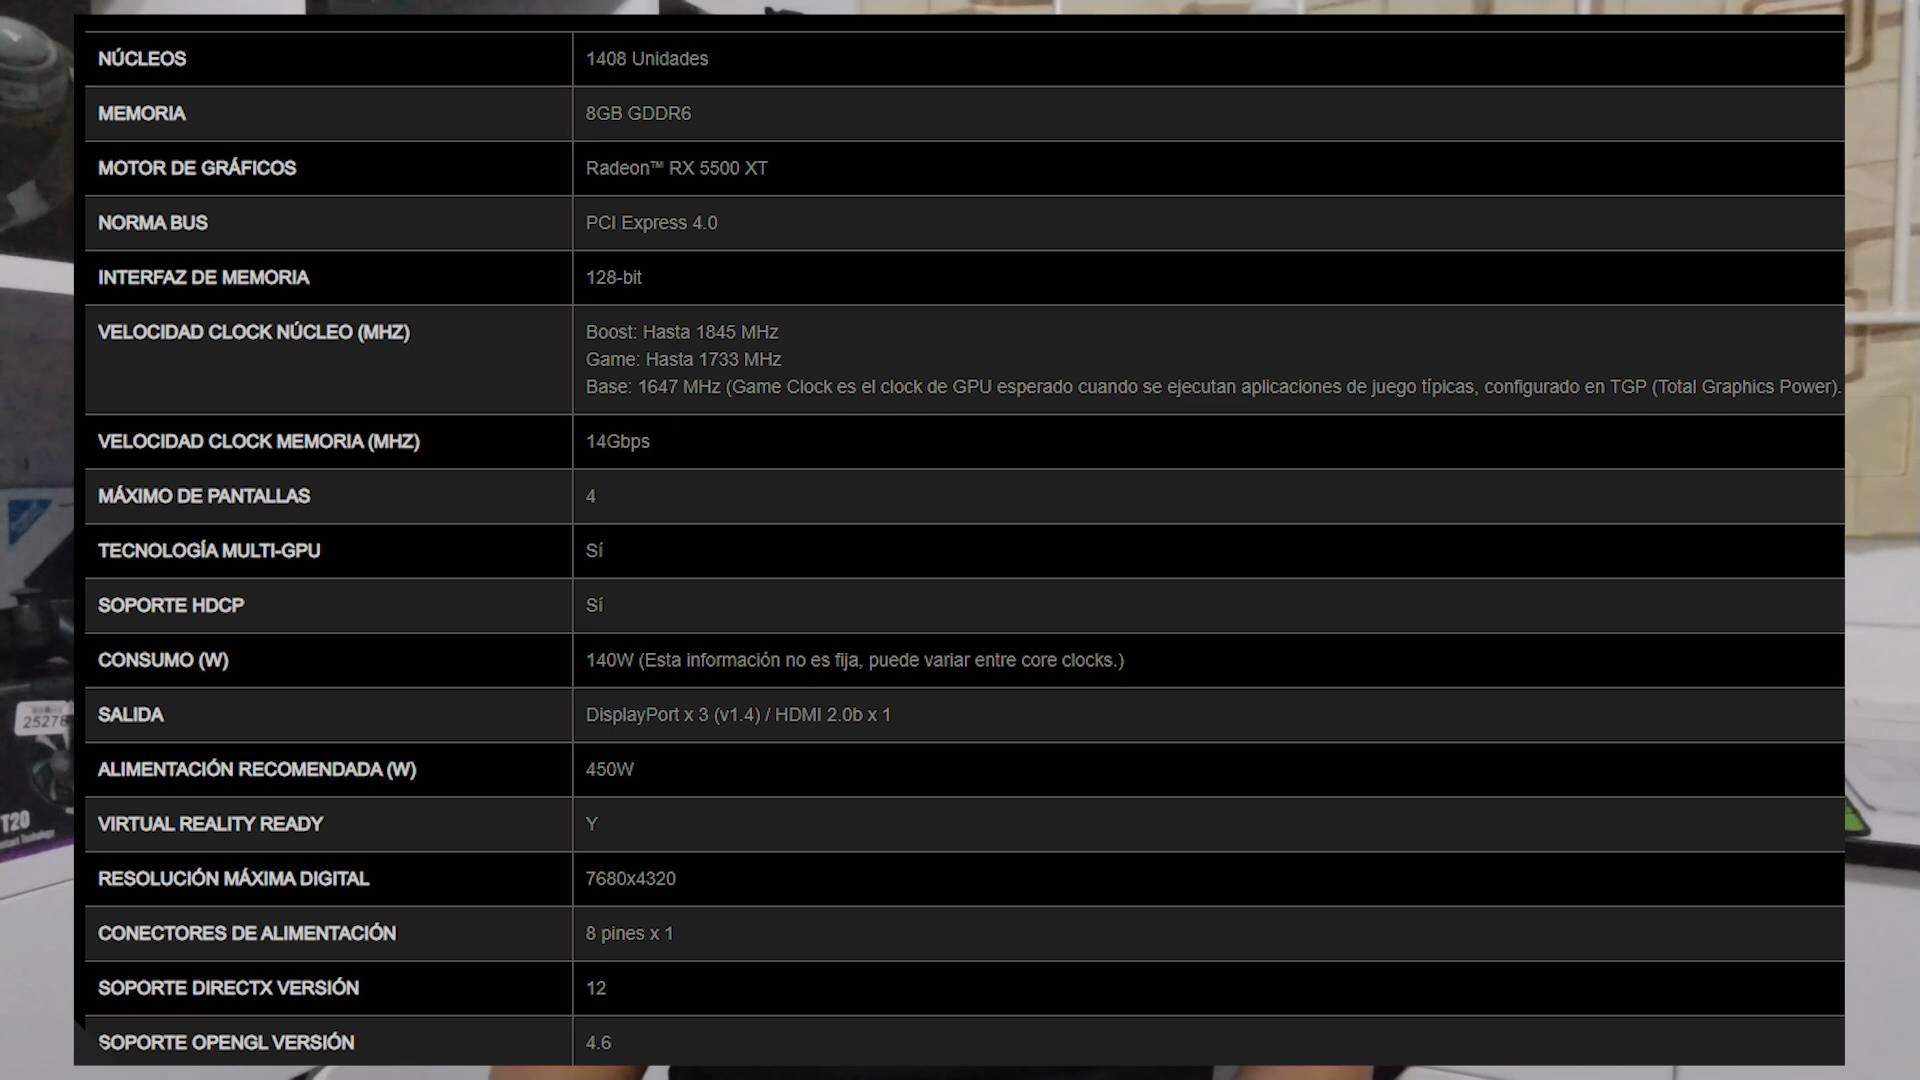 NÚCLEOS 1408 Unidades
MEMORIA 8GB GDDR6
MOTOR DE GRÁFICOS Radeon™ RX 5500 XT
NORMA BUS PCI Express 4.0
INTERFAZ DE MEMORIA 128-bit
VELOCIDAD CLOCK NÚCLEO (MHZ) Boost: Hasta 1845 MHz
Game: Hasta 1733 MHz
Base: 1647 MHz (Game Clock es el clock de GPU esperado cuando se ejecutan aplicaciones de juego típicas, configurado en TGP (Total Graphics Power).
VELOCIDAD CLOCK MEMORIA (MHZ) 14Gbps
MÁXIMO DE PANTALLAS 4
TECNOLOGÍA MULTI-GPU Sí
SOPORTE HDCP Sí
CONSUMO (W) 140W (Esta información no es fija, puede variar entre core clocks.)
SALIDA DisplayPort x 3 (v1.4) / HDMI 2.0b x 1
25278
ALIMENTACIÓN RECOMENDADA (W) 450W
VIRTUAL REALITY READY Y
T20
RESOLUCIÓN MÁXIMA DIGITAL 7680x4320
CONECTORES DE ALIMENTACIÓN 8 pines x 1
SOPORTE DIRECTX VERSIÓN 12
SOPORTE OPENGL VERSIÓN 4.6